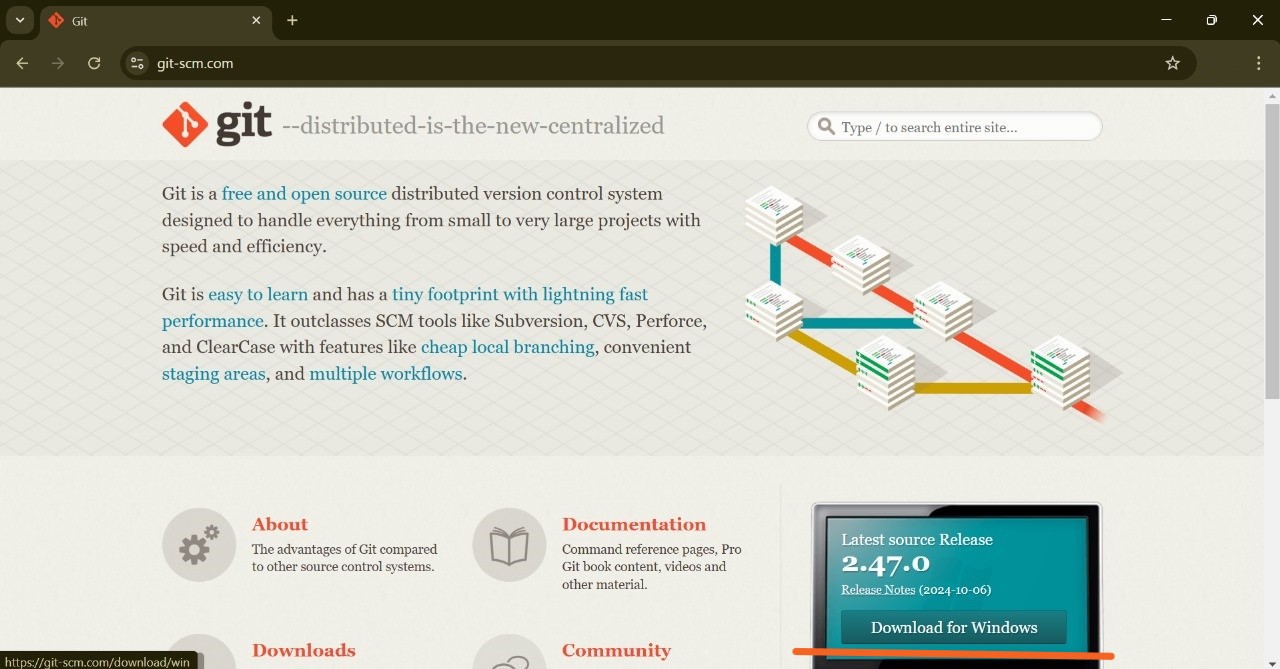 Git
git-scm.com
git --distributed-is-the-new-centralized
Type / to search entire site...
Git is a free and open source distributed version control system
designed to handle everything from small to very large projects with
speed and efficiency.
Git is easy to learn and has a tiny footprint with lightning fast
performance. It outclasses SCM tools like Subversion, CVS, Perforce,
and ClearCase with features like cheap local branching, convenient
staging areas, and multiple workflows.
About
The advantages of Git compared
to other source control systems.
Documentation
Command reference pages, Pro
Git book content, videos and
other material.
Latest source Release
2.47.0
Release Notes (2024-10-06)
Download for Windows
Downloads
Community
https://git-scm.com/download/win